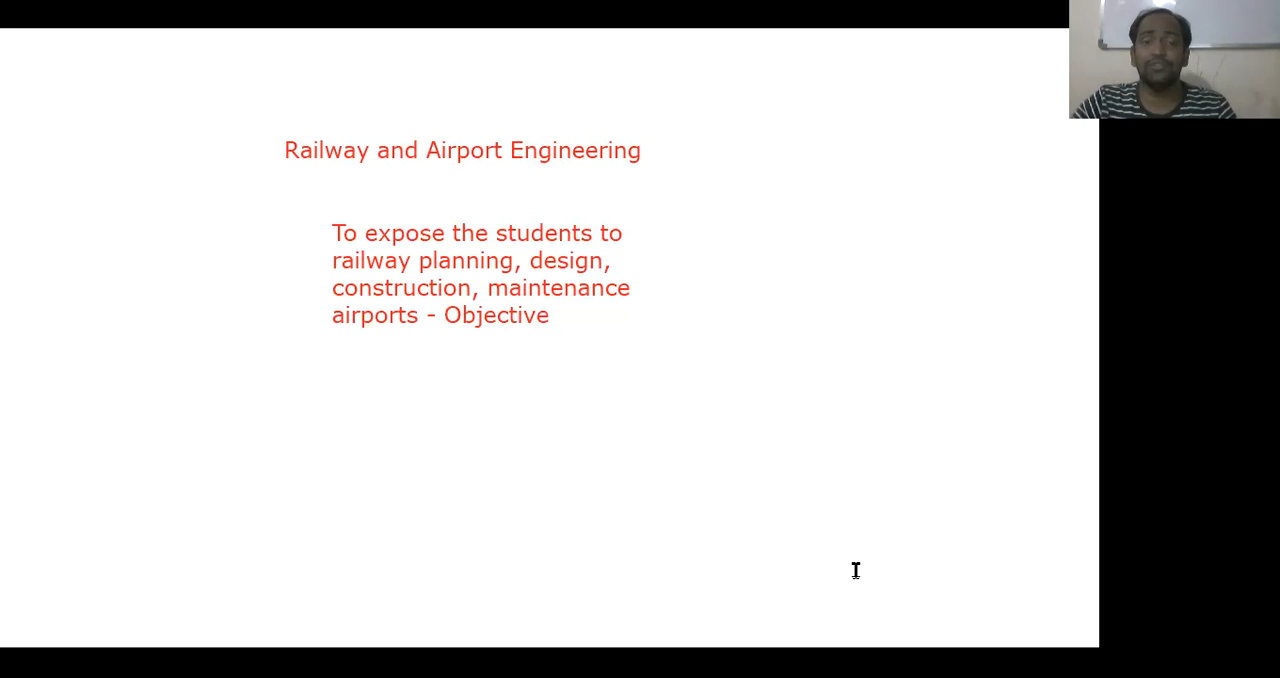 Railway and Airport Engineering
To expose the students to
railway planning, design,
construction, maintenance
airports - Objective